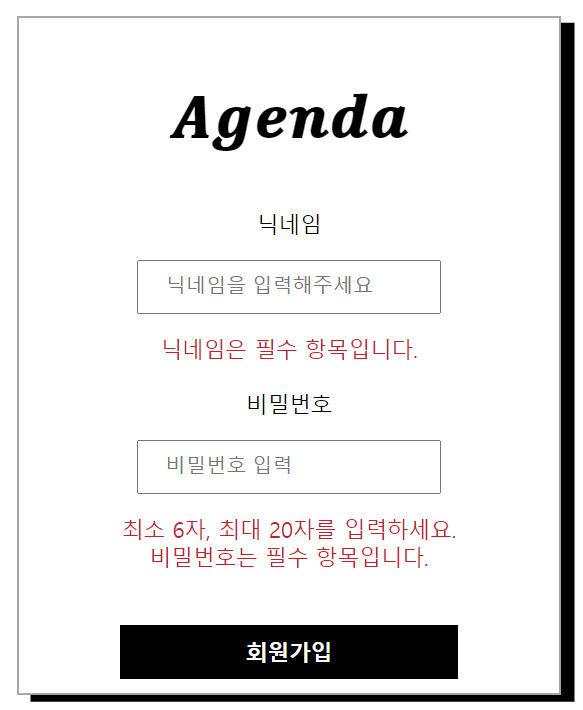 Agenda
닉네임
닉네임을 입력해주세요
닉네임은 필수 항목입니다.
비밀번호
비밀번호 입력
최소 6자, 최대 20자를 입력하세요.
비밀번호는 필수 항목입니다.
회원가입